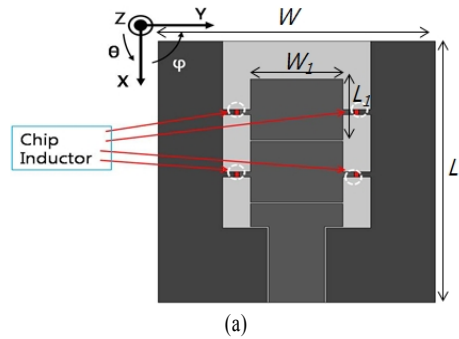 Z Y
W
θ φ
X
W₁
L₁
Chip
Inductor
L
(a)